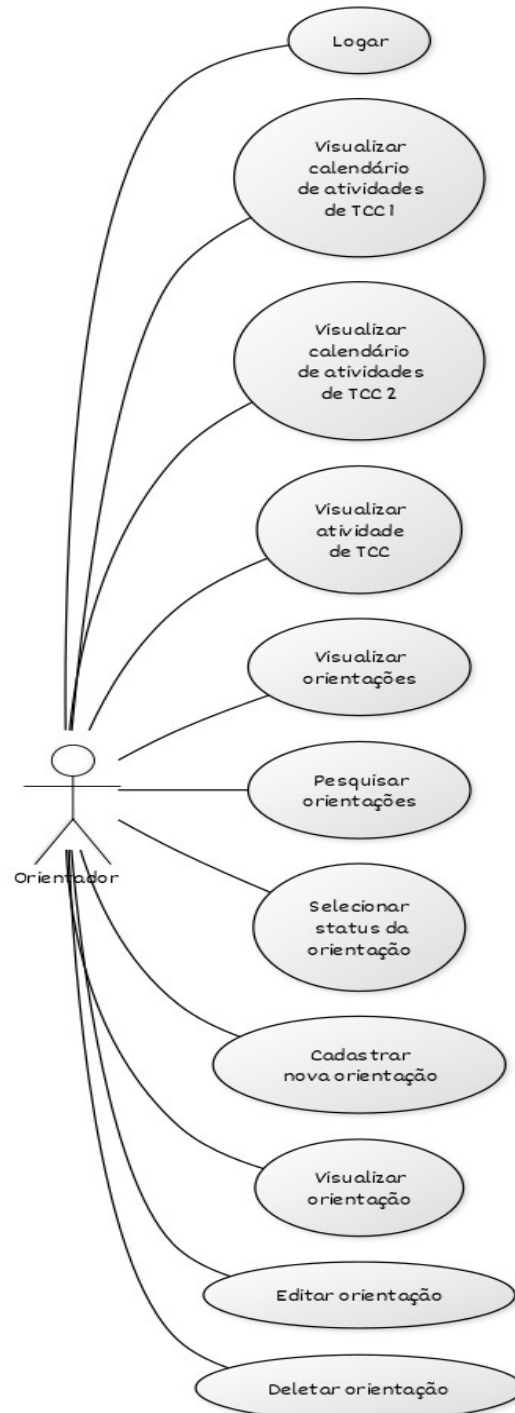 Logar
Visualizar
calendário
de atividades
de TCC 1
Visualizar
calendário
de atividades
de TCC 2
Visualizar
atividade
de TCC
Visualizar
orientações
Pesquisar
orientações
Orientador
Selecionar
status da
orientação
Cadastrar
nova orientação
Visualizar
orientação
Editar orientação
Deletar orientação